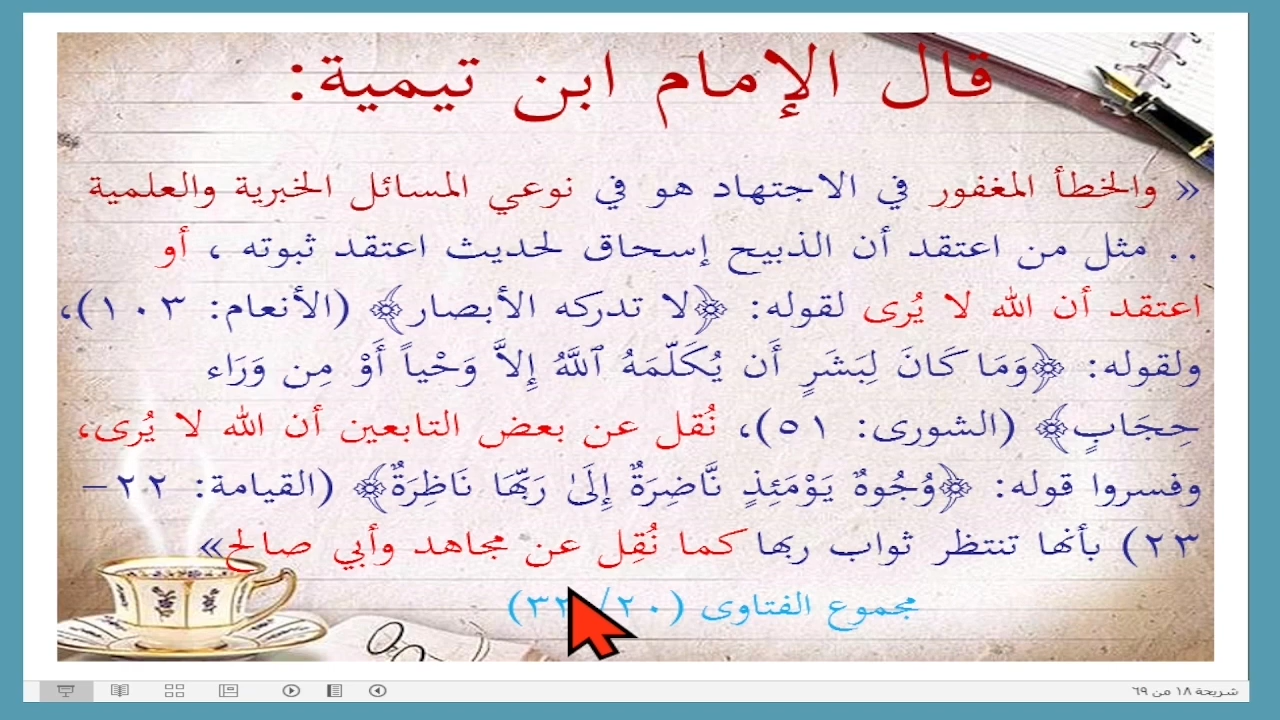 قال الإمام ابن تيمية:
« والخطأ المغفور في الاجتهاد هو في نوعي المسائل الخبرية والعلمية
.. مثل من اعتقد أن الذبيح إسحاق لحديث اعتقد ثبوته ، أو
اعتقد أن الله لا يُرى لقوله: ﴿لا تدركه الأبصار﴾ (الأنعام: ١٠٣)،
ولقوله: ﴿وَمَا كَانَ لِبَشَرٍ أَن يُكَلّمَهُ ٱللَّهُ إِلاَّ وَحْياً أَوْ مِن وَرَاء
حِجَابٍ﴾ (الشورى: ٥١)، نُقل عن بعض التابعين أن الله لا يُرى،
وفسروا قوله: ﴿وُجُوهٌ يَوْمَئِذٍ نَّاضِرَةٌ إِلَىٰ رَبّهَا نَاظِرَةٌ﴾ (القيامة: ٢٢–
٢٣) بأنها تنتظر ثواب ربها كما نُقِل عن مجاهد وأبي صالح»
مجموع الفتاوى (٢٠/
شريحة ١٨ من ٦٩